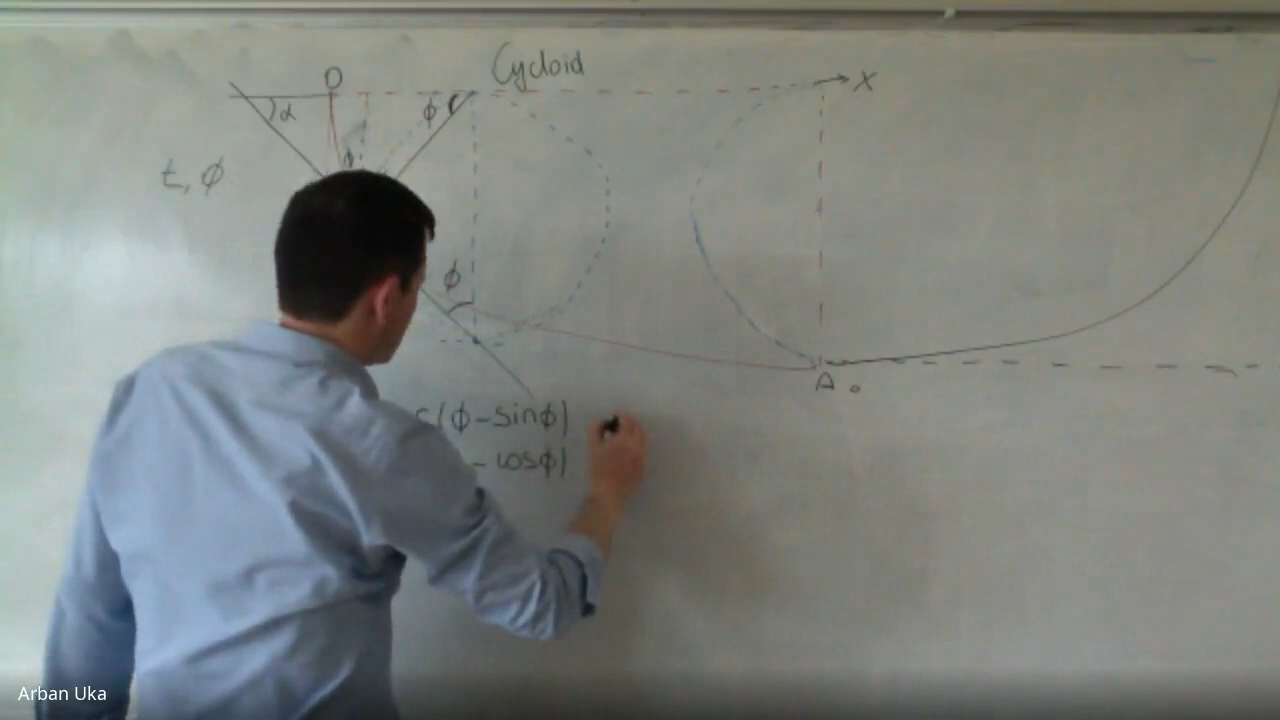 Cycloid
O
x
α
ϕ
t, ϕ
ϕ
(ϕ-sinϕ)
- cosϕ)
A
Arban Uka